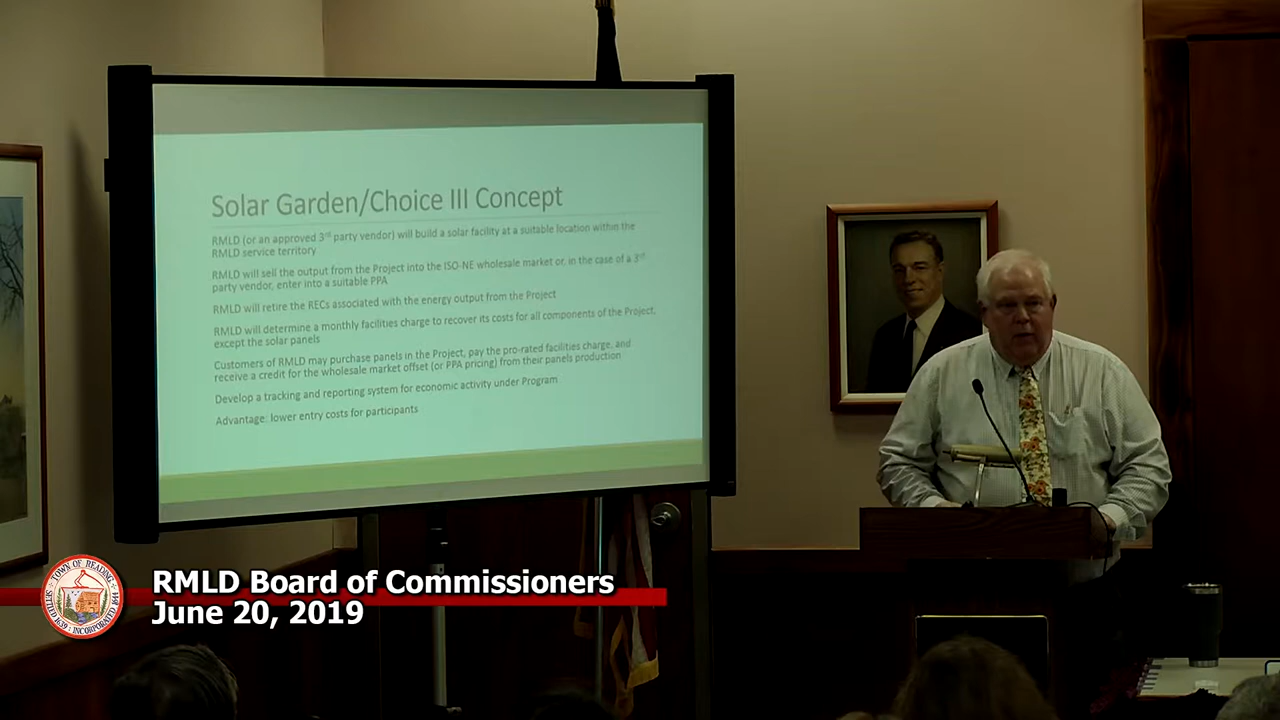 Solar Garden/Choice III Concept
RMLD (or an approved 3rd party vendor) will build a solar facility at a suitable location within the
RMLD service territory
RMLD will sell the output from the Project into the ISO-NE wholesale market or, in the case of a 3rd
party vendor, enter into a suitable PPA
RMLD will retire the RECs associated with the energy output from the Project
RMLD will determine a monthly facilities charge to recover its costs for all components of the Project,
except the solar panels
Customers of RMLD may purchase panels in the Project, pay the pro-rated facilities charge, and
receive a credit for the wholesale market offset (or PPA pricing) from their panels production
Develop a tracking and reporting system for economic activity under Program
Advantage: lower entry costs for participants
TOWN OF READING
SETTLED 1639 · INCORPORATED 1644
RMLD Board of Commissioners
June 20, 2019